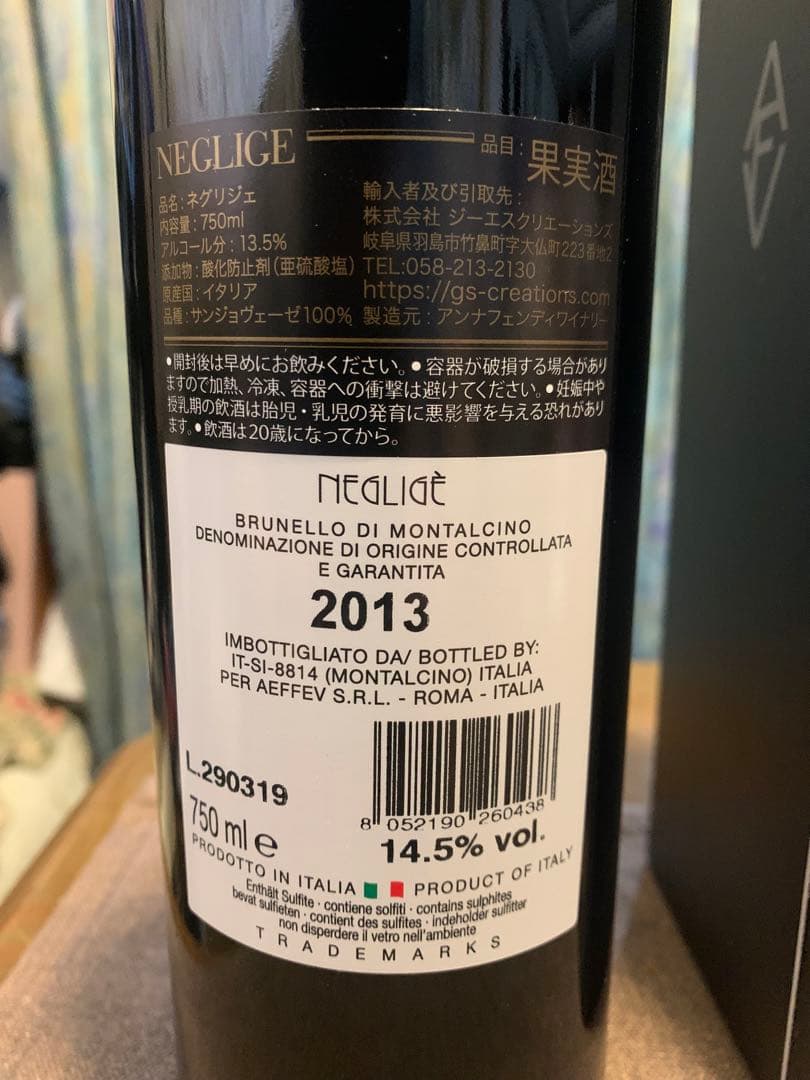 NEGLIGE
品目：果実酒
品名：ネグリジェ
内容量：750ml
アルコール分：13.5%
添加物：酸化防止剤（亜硫酸塩）
原産国：イタリア
品種：サンジョヴェーゼ100%
輸入者及び引取先：
株式会社 ジーエスクリエーションズ
岐阜県羽島市竹鼻町字大仏町223番地2
TEL:058-213-2130
https://gs-creations.com
製造元：アンナフェンディワイナリー
●開封後は早めにお飲みください。●容器が破損する場合があり
ますので加熱、冷凍、容器への衝撃は避けてください。●妊娠中や
授乳期の飲酒は胎児・乳児の発育に悪影響を与える恐れがあり
ます。●飲酒は20歳になってから。
NEGLIGÈ
BRUNELLO DI MONTALCINO
DENOMINAZIONE DI ORIGINE CONTROLLATA
E GARANTITA
2013
IMBOTTIGLIATO DA/ BOTTLED BY:
IT-SI-8814 (MONTALCINO) ITALIA
PER AEFFEV S.R.L. - ROMA - ITALIA
L.290319
8 052190 260438
750 ml e
14.5% vol.
PRODOTTO IN ITALIA PRODUCT OF ITALY
Enthält Sulfite · contiene solfiti · contains sulphites
bevat sulfieten · contient des sulfites · indeholder sulfitter
non disperdere il vetro nell'ambiente
TRADEMARKS
AFV